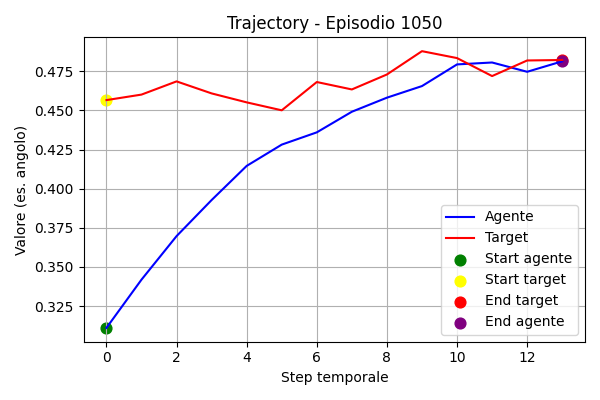 Trajectory - Episodio 1050
Valore (es. angolo)
0.475
0.450
0.425
0.400
0.375
0.350
0.325
Agente
Target
Start agente
Start target
End target
End agente
0 2 4 6 8 10 12
Step temporale